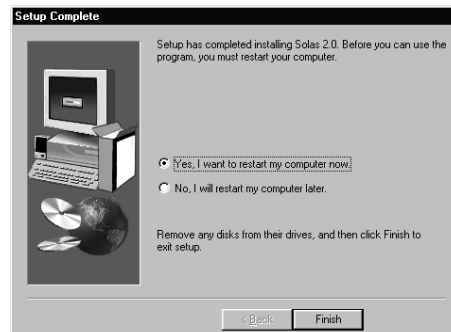 Setup Complete
Setup has completed installing Solas 2.0. Before you can use the
program, you must restart your computer.
Yes, I want to restart my computer now.
No, I will restart my computer later.
Remove any disks from their drives, and then click Finish to
exit setup.
< Back
Finish